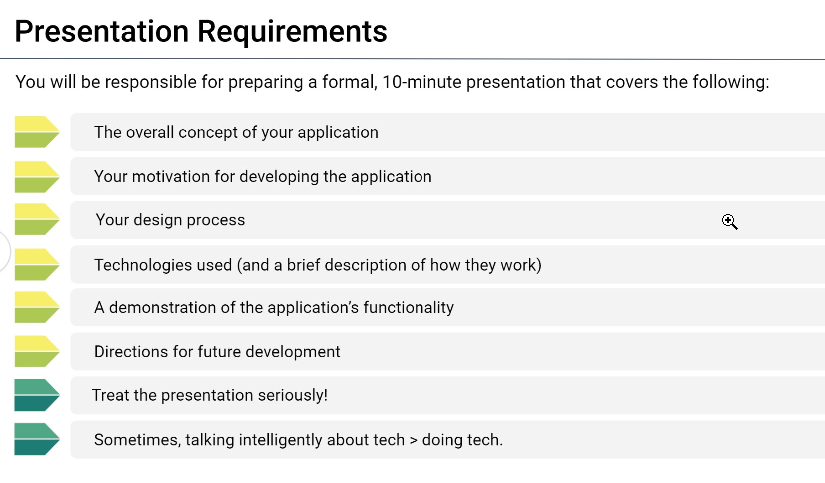 Presentation Requirements
You will be responsible for preparing a formal, 10-minute presentation that covers the following:
The overall concept of your application
Your motivation for developing the application
Your design process
Technologies used (and a brief description of how they work)
A demonstration of the application’s functionality
Directions for future development
Treat the presentation seriously!
Sometimes, talking intelligently about tech > doing tech.